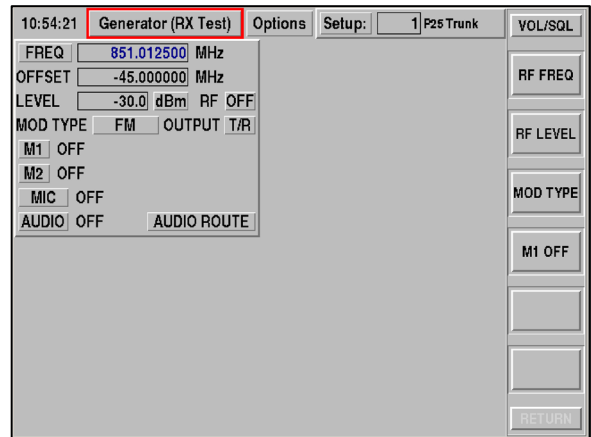 10:54:21 Generator (RX Test) Options Setup: 1 P25 Trunk VOL/SQL
FREQ 851.012500 MHz
OFFSET -45.000000 MHz
LEVEL -30.0 dBm RF OFF
MOD TYPE FM OUTPUT T/R
M1 OFF
M2 OFF
MIC OFF
AUDIO OFF AUDIO ROUTE
RF FREQ
RF LEVEL
MOD TYPE
M1 OFF
RETURN